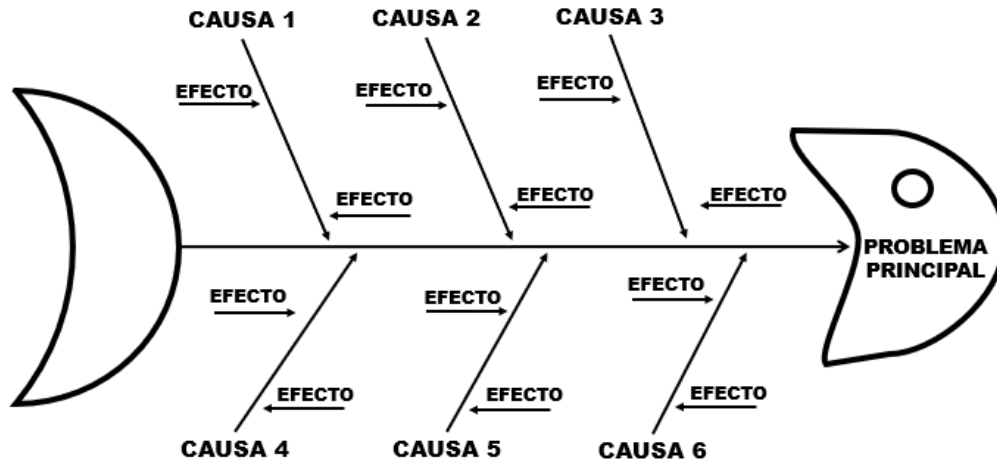 CAUSA 1
CAUSA 2
CAUSA 3
EFECTO
EFECTO
EFECTO
EFECTO
EFECTO
EFECTO
PROBLEMA
PRINCIPAL
EFECTO
EFECTO
EFECTO
EFECTO
EFECTO
EFECTO
CAUSA 4
CAUSA 5
CAUSA 6